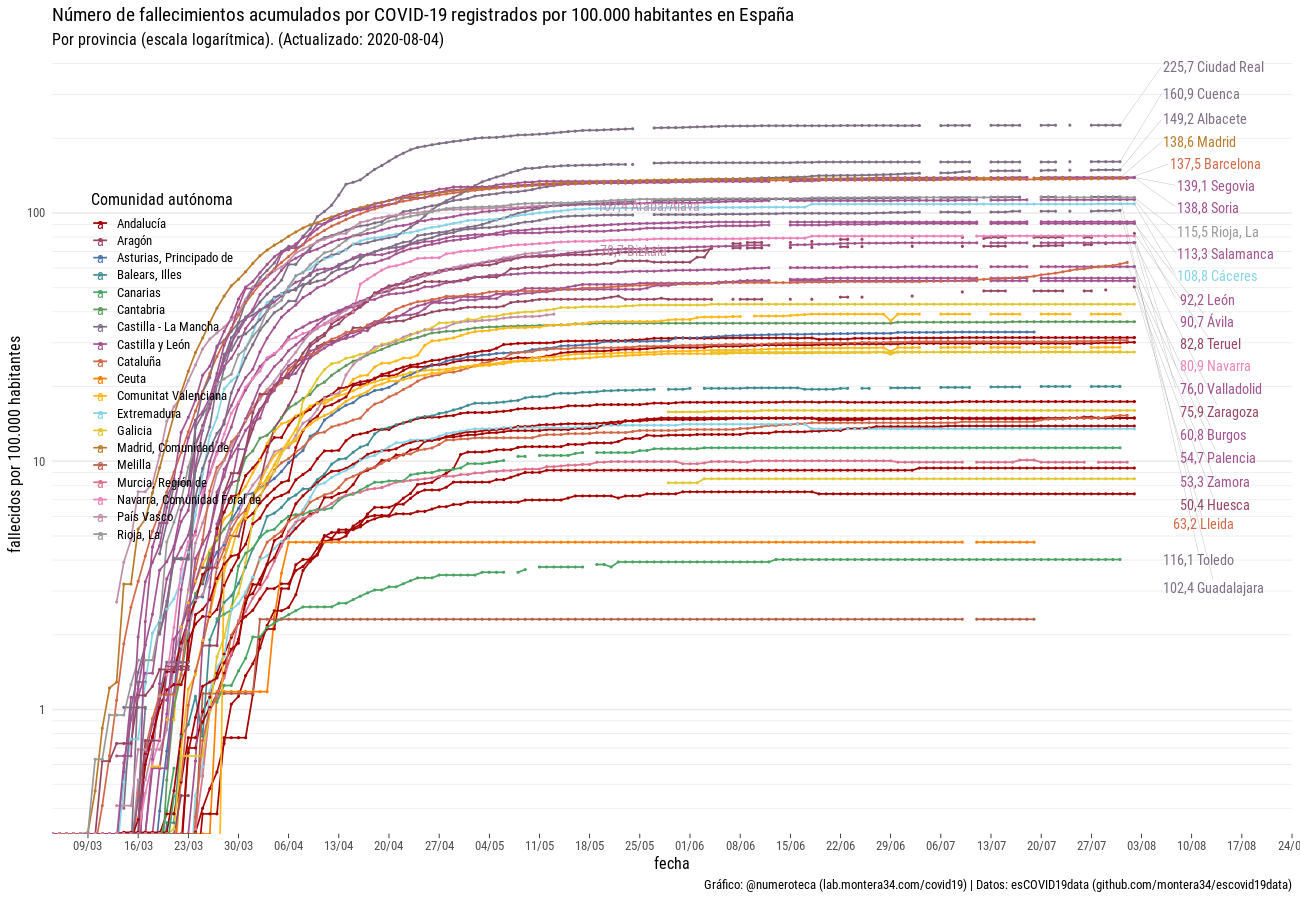 Número de fallecimientos acumulados por COVID-19 registrados por 100.000 habitantes en España
Por provincia (escala logarítmica). (Actualizado: 2020-08-04)
fallecidos por 100.000 habitantes
100
10
1
Comunidad autónoma
Andalucía
Aragón
Asturias, Principado de
Balears, Illes
Canarias
Cantabria
Castilla - La Mancha
Castilla y León
Cataluña
Ceuta
Comunitat Valenciana
Extremadura
Galicia
Madrid, Comunidad de
Melilla
Murcia, Región de
Navarra, Comunidad Foral de
País Vasco
Rioja, La
Araba/Álava
Bizkaia
225,7 Ciudad Real
160,9 Cuenca
149,2 Albacete
138,6 Madrid
137,5 Barcelona
139,1 Segovia
138,8 Soria
115,5 Rioja, La
113,3 Salamanca
108,8 Cáceres
92,2 León
90,7 Ávila
82,8 Teruel
80,9 Navarra
76,0 Valladolid
75,9 Zaragoza
60,8 Burgos
54,7 Palencia
53,3 Zamora
50,4 Huesca
63,2 Lleida
116,1 Toledo
102,4 Guadalajara
09/03 16/03 23/03 30/03 06/04 13/04 20/04 27/04 04/05 11/05 18/05 25/05 01/06 08/06 15/06 22/06 29/06 06/07 13/07 20/07 27/07 03/08 10/08 17/08 24/0
fecha
Gráfico: @numeroteca (lab.montera34.com/covid19) | Datos: esCOVID19data (github.com/montera34/escovid19data)